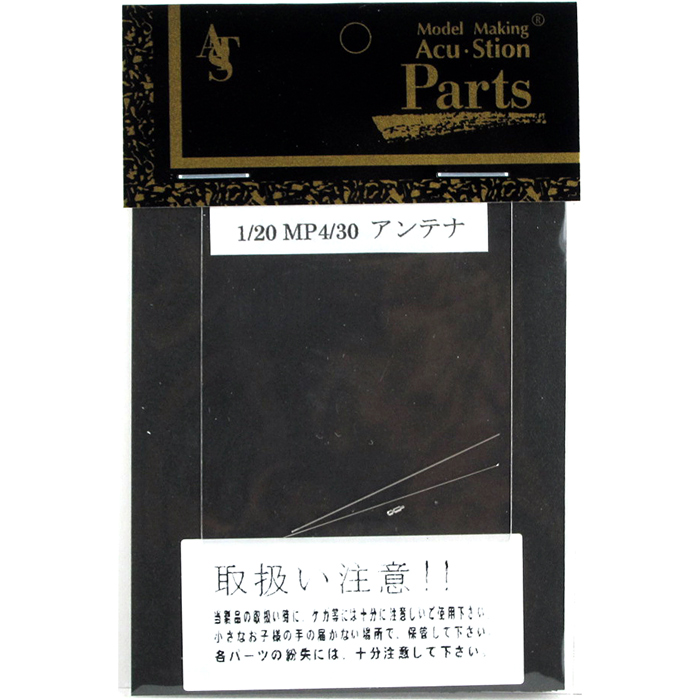 ATS
Model Making®
Acu・Stion
Parts
1/20 MP4/30 アンテナ
取扱い注意!!
当製品の取扱い時に、ケガ等には十分に注意しいご使用下さい
小さなお子様の手の届かない場所で、保管して下さい。
各パーツの紛失には、十分注意して下さい。